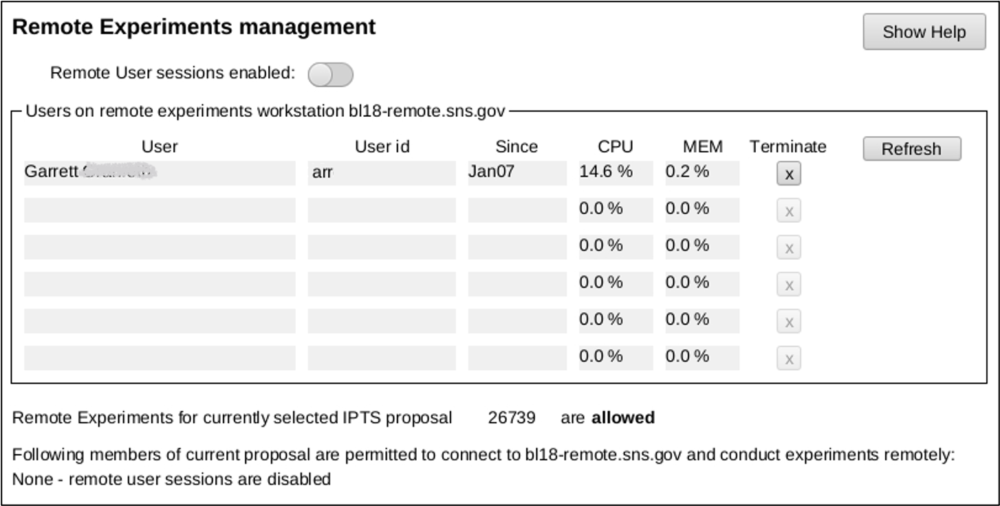 Remote Experiments management
Show Help
Remote User sessions enabled:
Users on remote experiments workstation bl18-remote.sns.gov
User User id Since CPU MEM Terminate Refresh
Garrett arr Jan07 14.6 % 0.2 % x
0.0 % 0.0 % x
0.0 % 0.0 % x
0.0 % 0.0 % x
0.0 % 0.0 % x
0.0 % 0.0 % x
Remote Experiments for currently selected IPTS proposal 26739 are allowed
Following members of current proposal are permitted to connect to bl18-remote.sns.gov and conduct experiments remotely:
None - remote user sessions are disabled